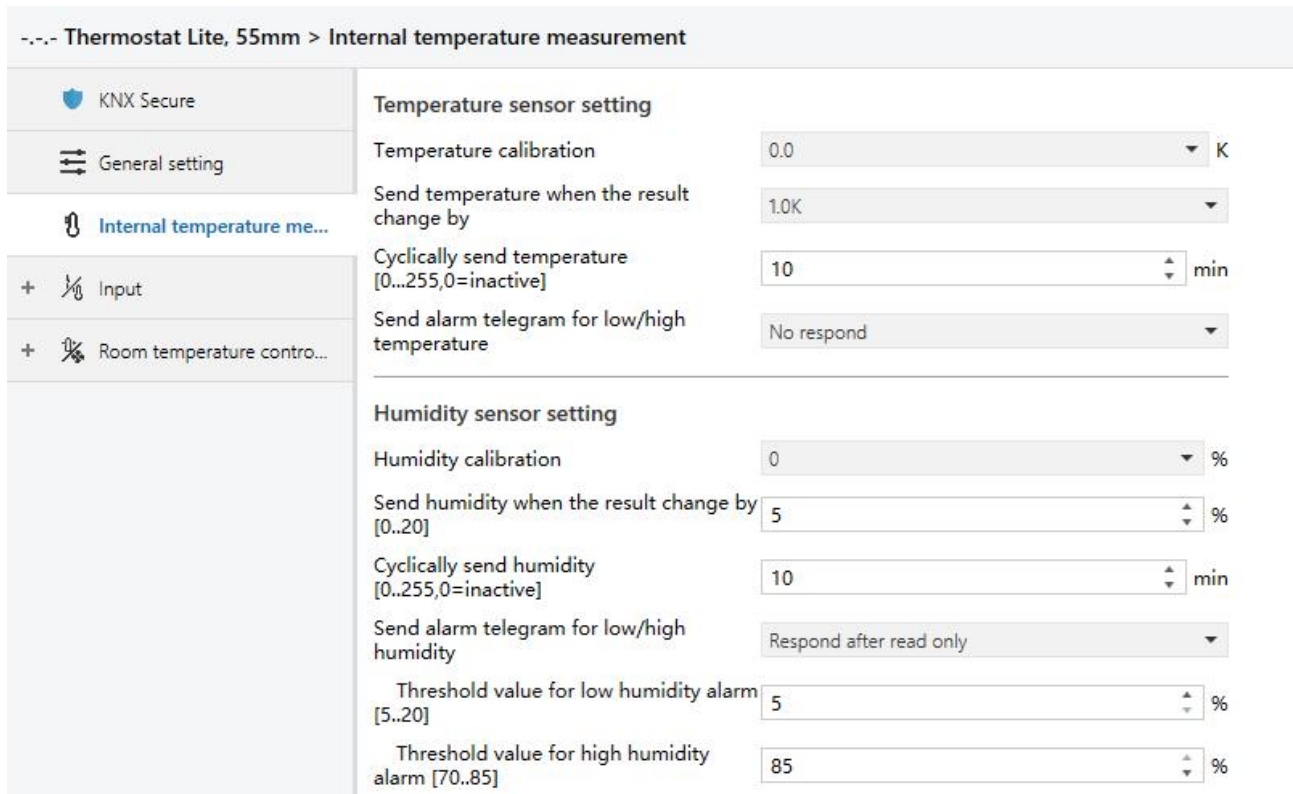 -.-.- Thermostat Lite, 55mm > Internal temperature measurement
KNX Secure
General setting
Internal temperature me...
+ Input
+ Room temperature contro...
Temperature sensor setting
Temperature calibration 0.0 K
Send temperature when the result
change by 1.0K
Cyclically send temperature
[0...255,0=inactive] 10 min
Send alarm telegram for low/high
temperature No respond
Humidity sensor setting
Humidity calibration 0 %
Send humidity when the result change by
[0..20] 5 %
Cyclically send humidity
[0..255,0=inactive] 10 min
Send alarm telegram for low/high
humidity Respond after read only
Threshold value for low humidity alarm
[5..20] 5 %
Threshold value for high humidity
alarm [70..85] 85 %